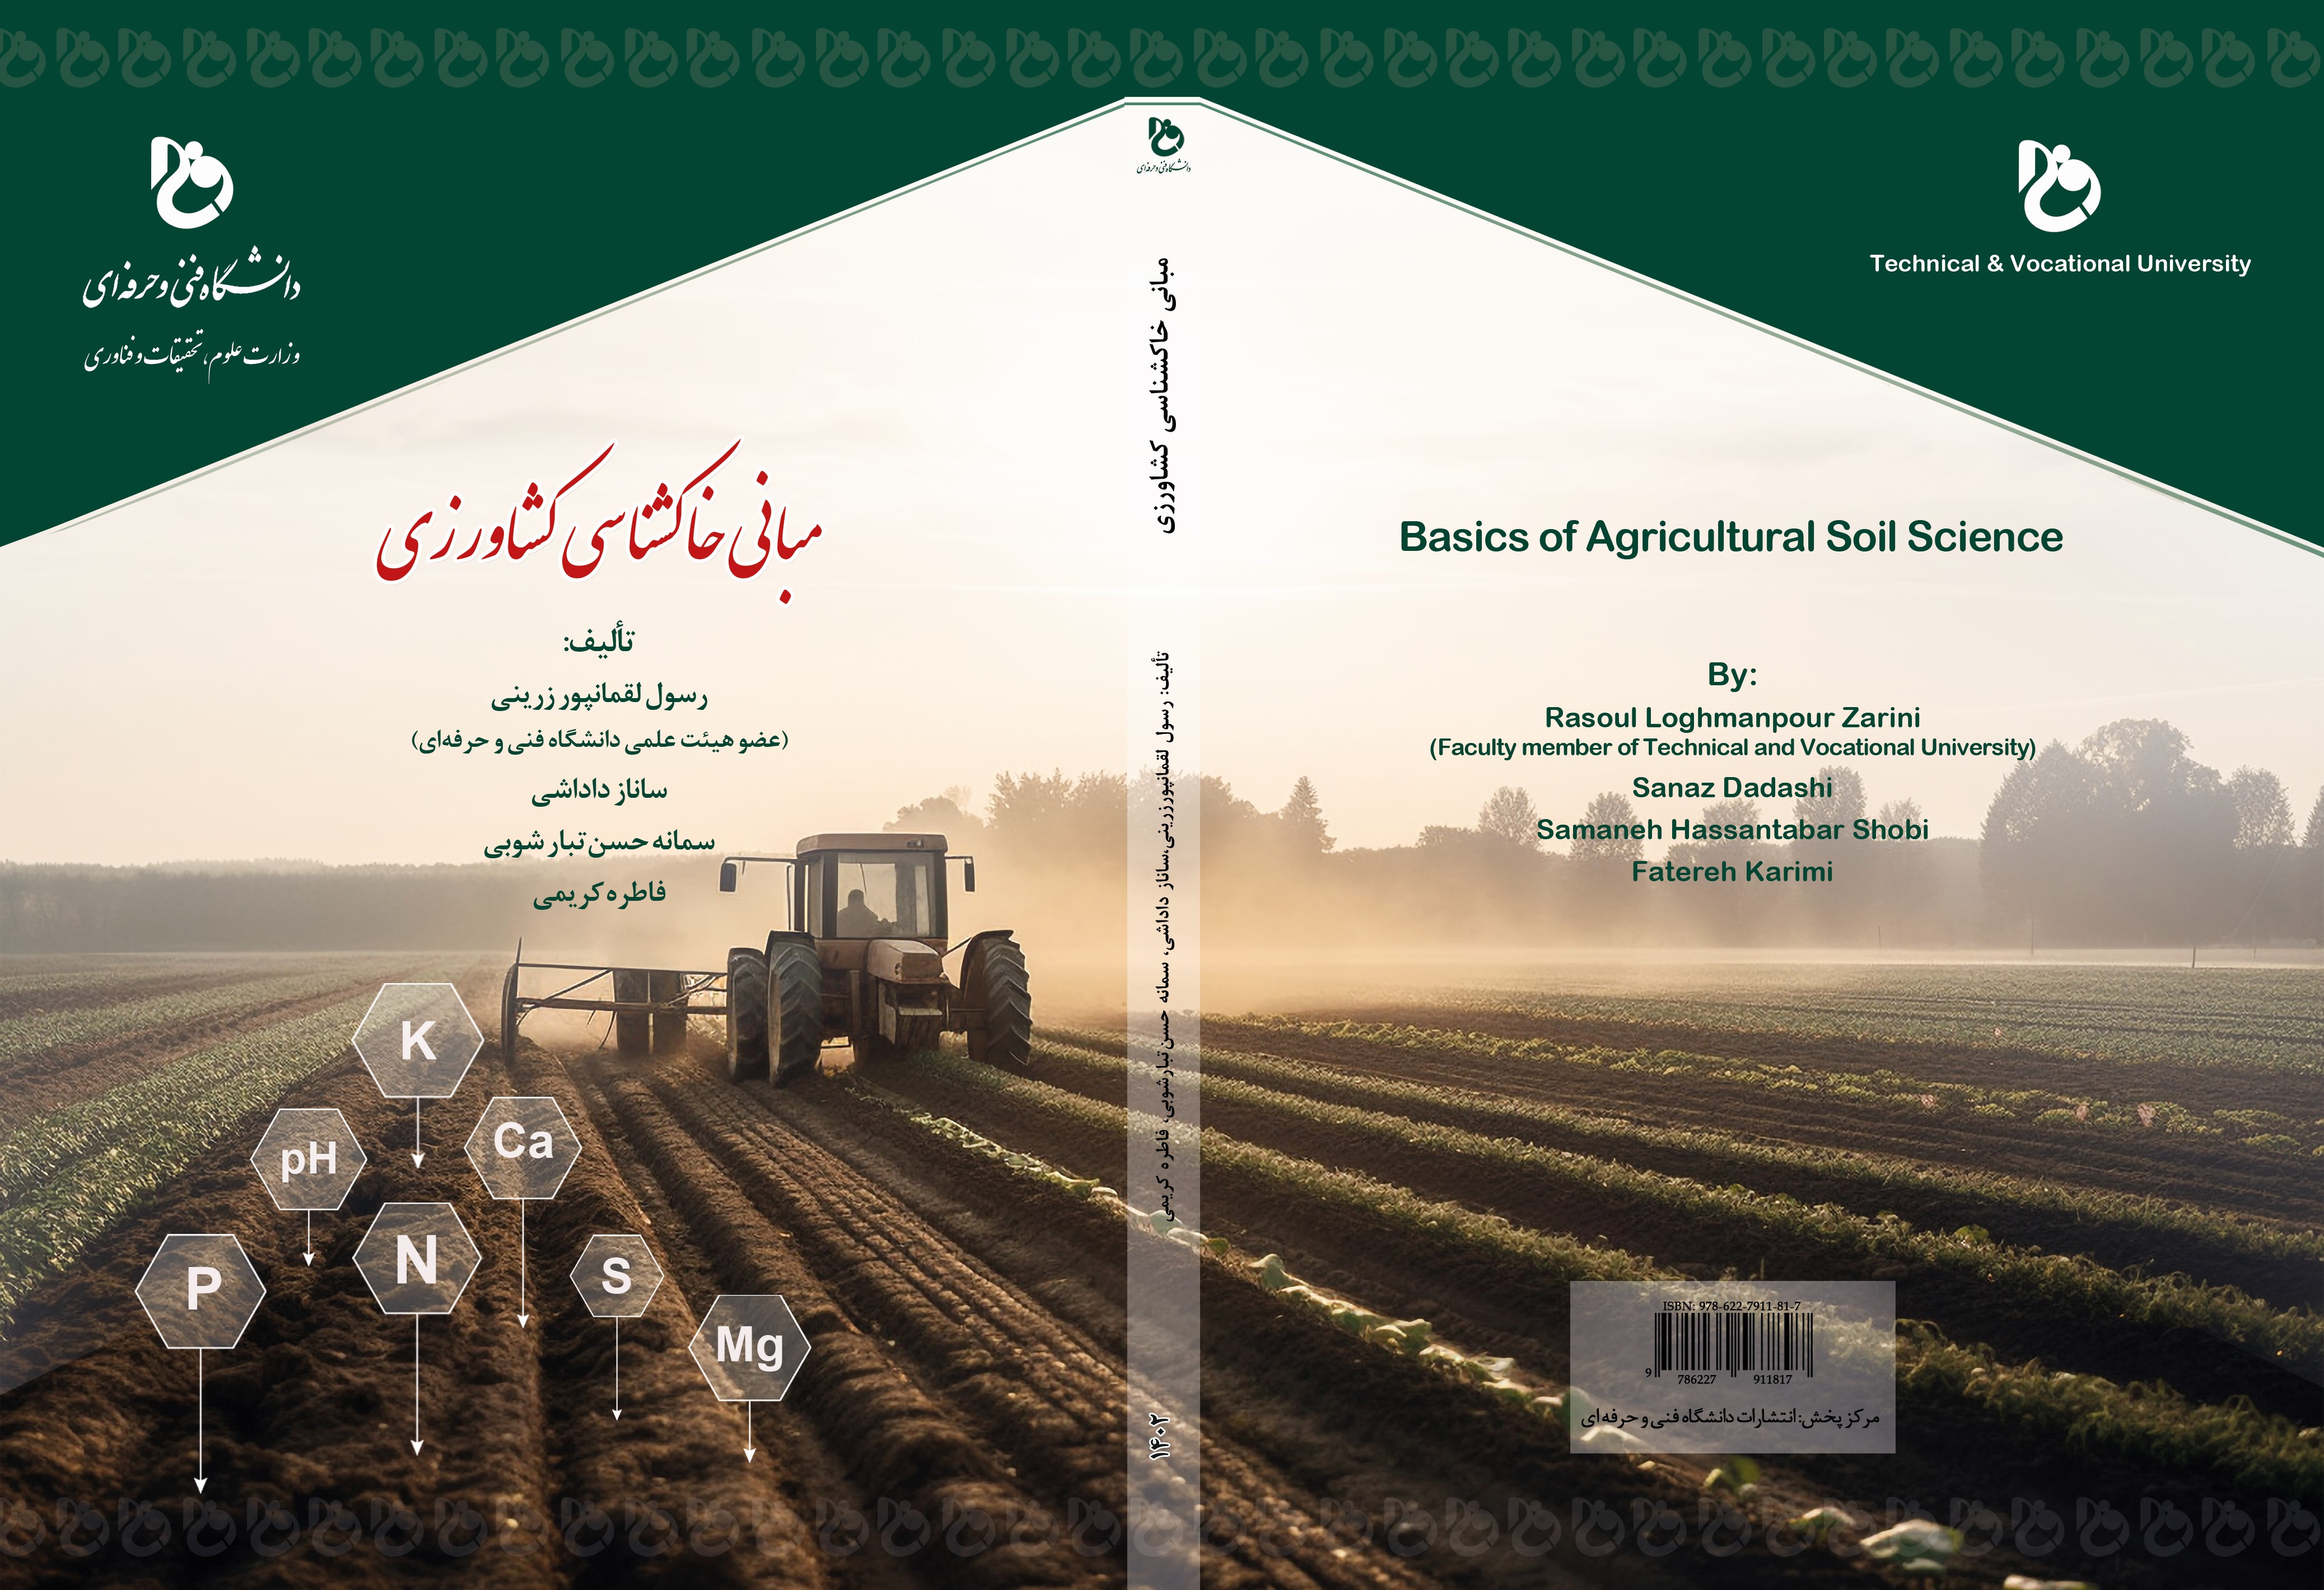 دانشگاه فنی و حرفه‌ای
وزارت علوم، تحقیقات و فناوری
مبانی خاکشناسی کشاورزی
تألیف:
رسول لقمانپور زرینی
(عضو هیئت علمی دانشگاه فنی و حرفه‌ای)
ساناز داداشی
سمانه حسن تبار شوبی
فاطره کریمی
K
pH
Ca
P
N
S
Mg
دانشگاه فنی و حرفه‌ای
مبانی خاکشناسی کشاورزی
تألیف: رسول لقمانپورزرینی،ساناز داداشی، سمانه حسن تبارشوبی، فاطره کریمی
۱۴۰۲
Technical & Vocational University
Basics of Agricultural Soil Science
By:
Rasoul Loghmanpour Zarini
(Faculty member of Technical and Vocational University)
Sanaz Dadashi
Samaneh Hassantabar Shobi
Fatereh Karimi
ISBN: 978-622-7911-81-7
9 786227 911817
مرکز پخش: انتشارات دانشگاه فنی و حرفه ای